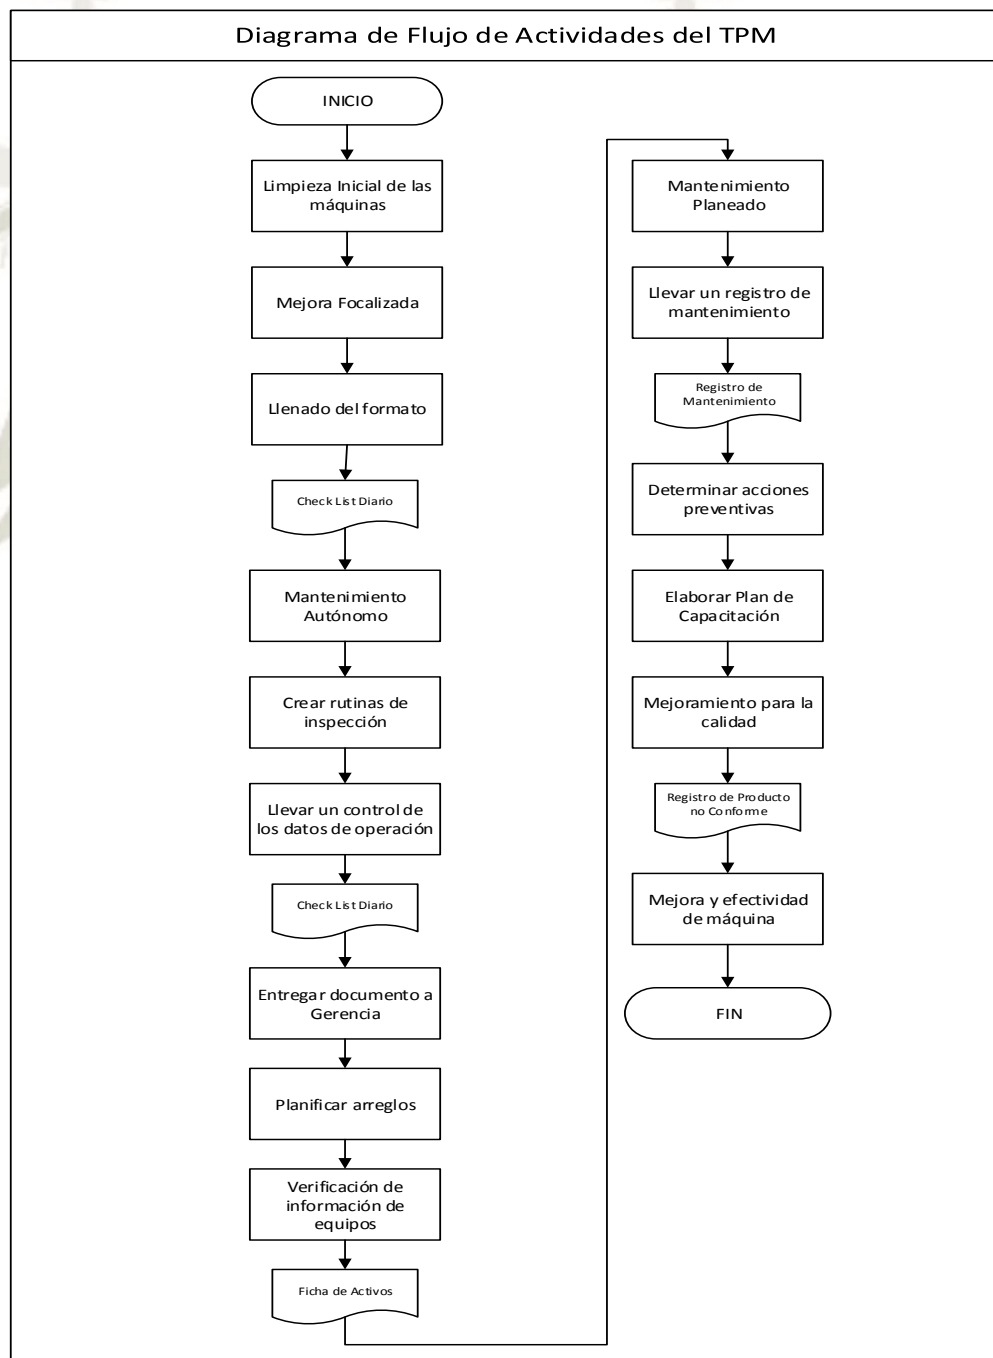 Diagrama de Flujo de Actividades del TPM
INICIO
Limpieza Inicial de las
máquinas
Mejora Focalizada
Llenado del formato
Check List Diario
Mantenimiento
Autónomo
Crear rutinas de
inspección
Llevar un control de
los datos de operación
Check List Diario
Entregar documento a
Gerencia
Planificar arreglos
Verificación de
información de
equipos
Ficha de Activos
Mantenimiento
Planeado
Llevar un registro de
mantenimiento
Registro de
Mantenimiento
Determinar acciones
preventivas
Elaborar Plan de
Capacitación
Mejoramiento para la
calidad
Registro de Producto
no Conforme
Mejora y efectividad
de máquina
FIN